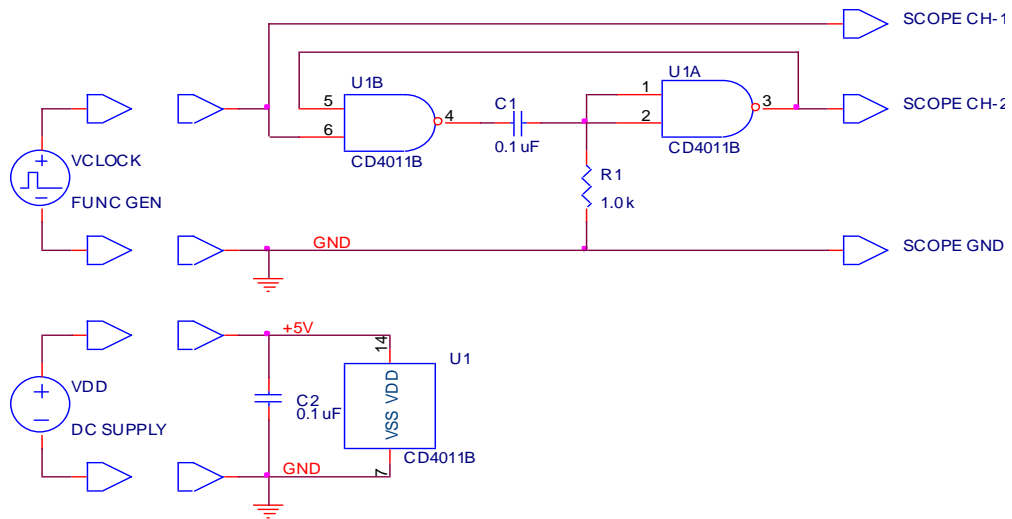 SCOPE CH-1
U1B
U1A
5
6
4
C1
0.1 uF
1
2
3
SCOPE CH-2
CD4011B
CD4011B
+
VCLOCK
−
FUNC GEN
R1
1.0 k
GND
SCOPE GND
+5V
14
U1
+
VDD
−
DC SUPPLY
C2
0.1 uF
VSS VDD
CD4011B
GND
7